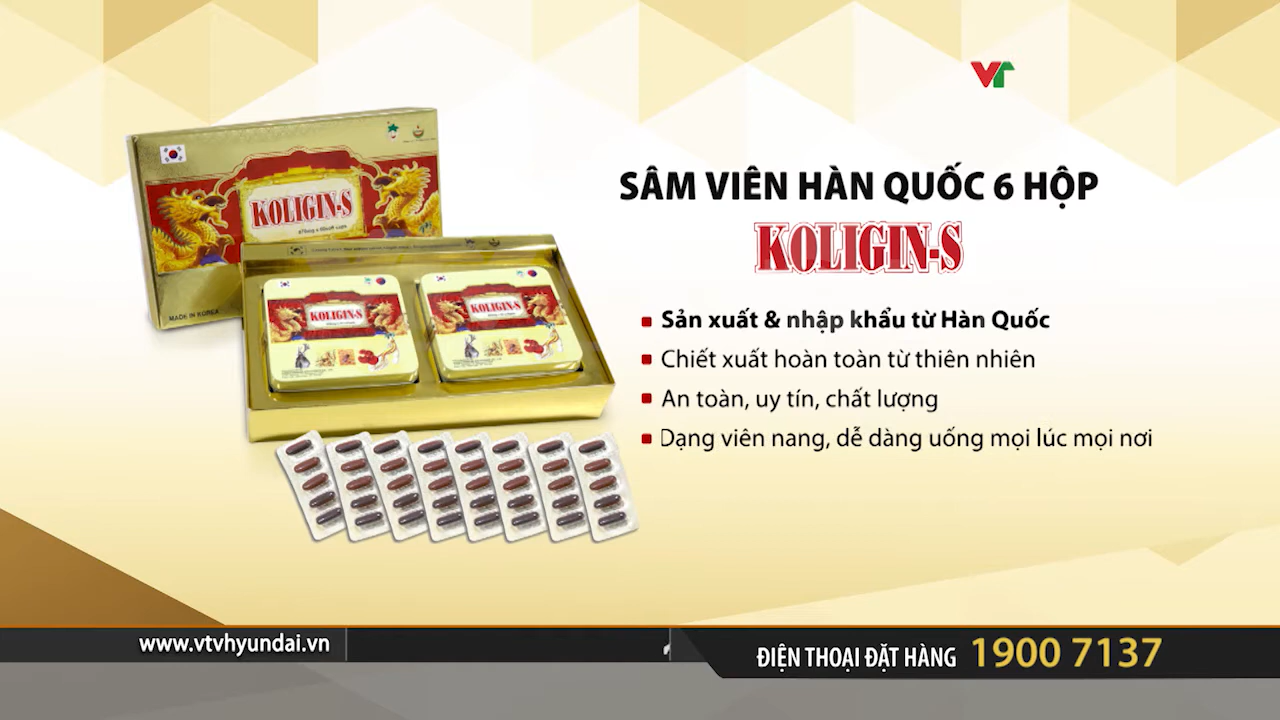 SÂM VIÊN HÀN QUỐC 6 HỘP
KOLIGIN-S
Sản xuất & nhập khẩu từ Hàn Quốc
Chiết xuất hoàn toàn từ thiên nhiên
An toàn, uy tín, chất lượng
Dạng viên nang, dễ dàng uống mọi lúc mọi nơi
KOLIGIN-S
MADE IN KOREA
KOLIGIN-S
KOLIGIN-S
www.vtvhyundai.vn
ĐIỆN THOẠI ĐẶT HÀNG 1900 7137